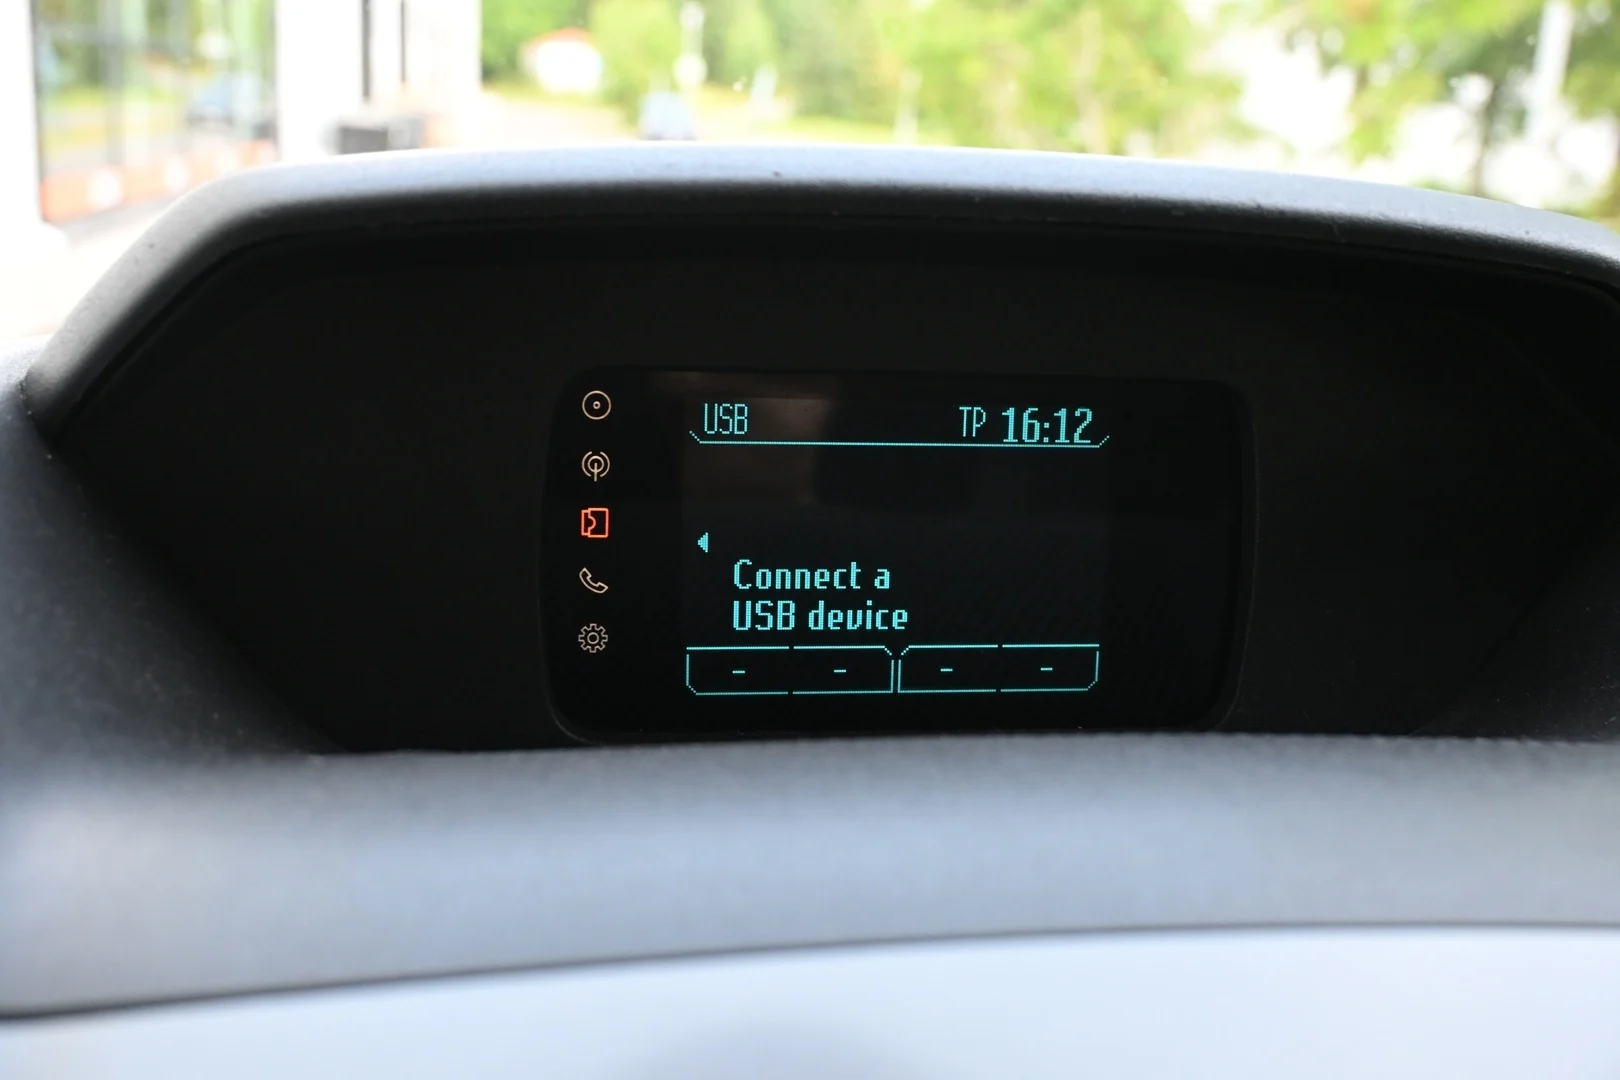 USB TP 16:12
Connect a
USB device
- - - -